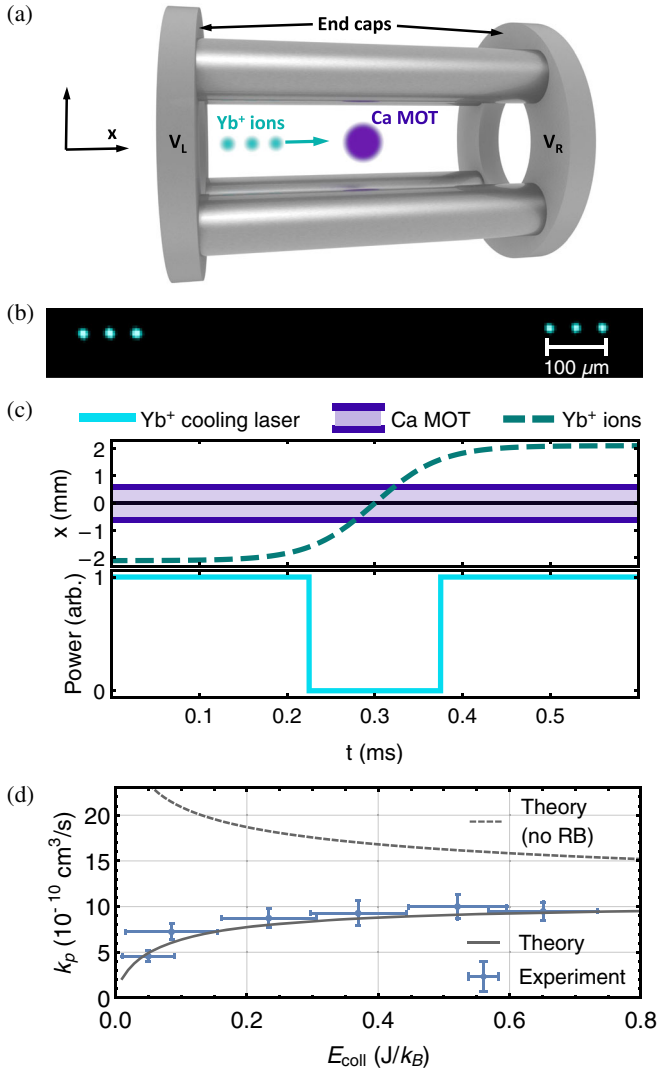 (a)
End caps
Yb⁺ ions
Ca MOT
x
V_L
V_R
(b)
100 μm
(c)
Yb⁺ cooling laser
Ca MOT
Yb⁺ ions
x (mm)
2
1
0
−1
−2
Power (arb.)
1
0
0.1 0.2 0.3 0.4 0.5
t (ms)
(d)
k_p (10⁻¹⁰ cm³/s)
20
15
10
5
0
Theory
(no RB)
Theory
Experiment
0.0 0.2 0.4 0.6 0.8
E_coll (J/k_B)